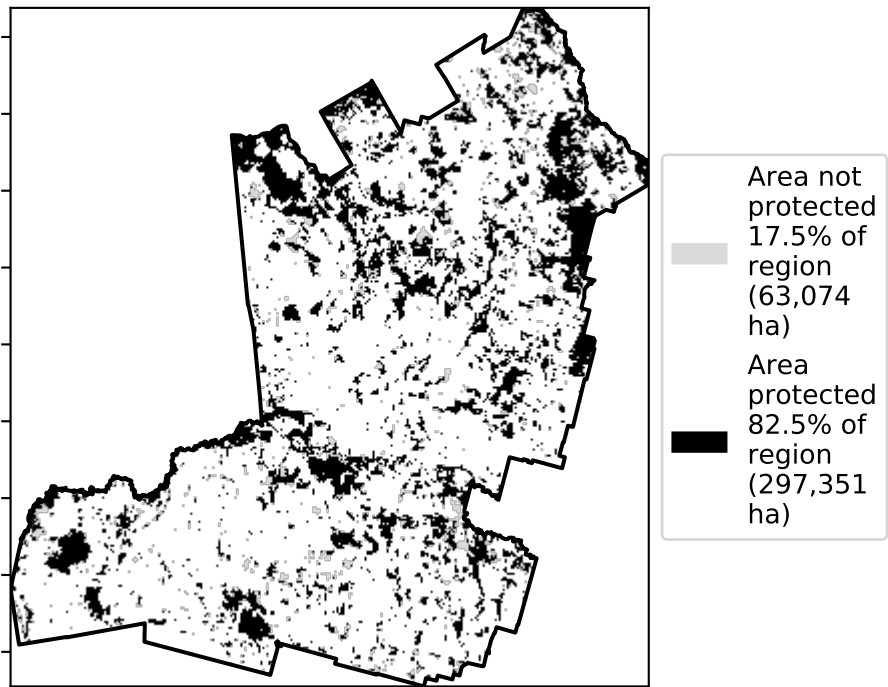 Area not
protected
17.5% of
region
(63,074
ha)
Area
protected
82.5% of
region
(297,351
ha)